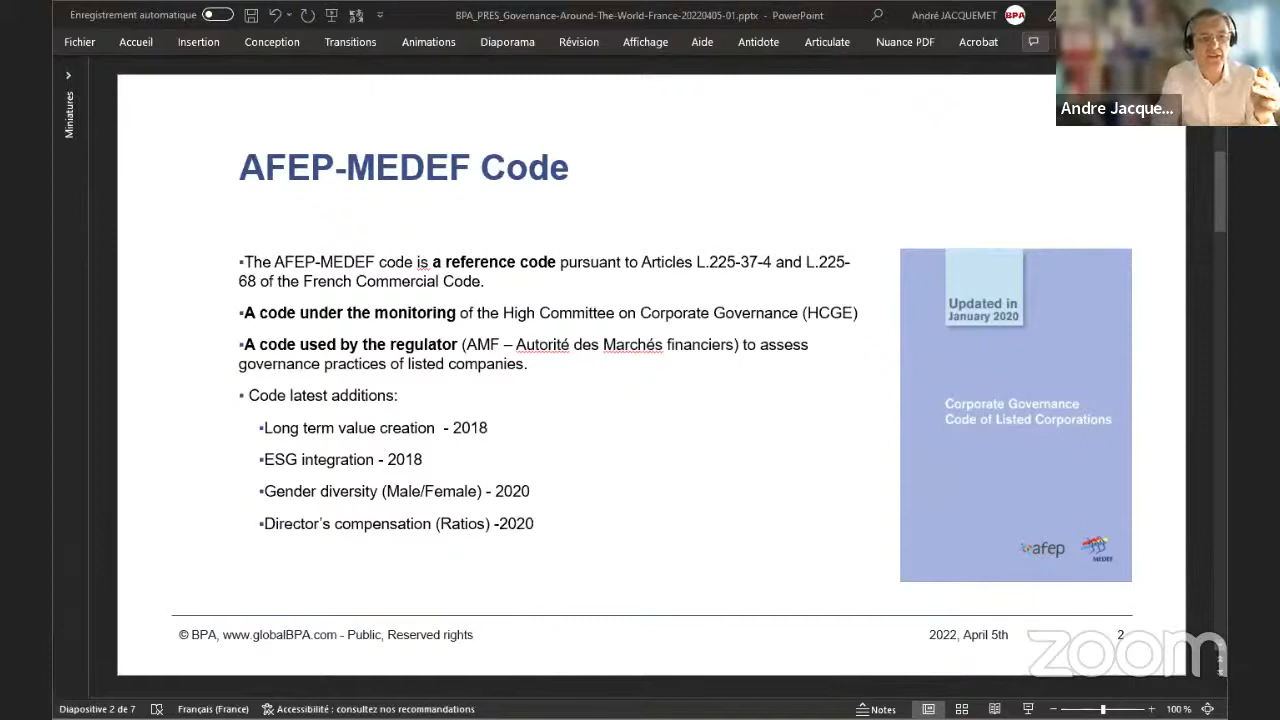 Enregistrement automatique
BPA_PRES_Governance-Around-The-World-France-20220405-01.pptx - PowerPoint
André JACQUEMET
BPA
Fichier Accueil Insertion Conception Transitions Animations Diaporama Révision Affichage Aide Antidote Articulate Nuance PDF Acrobat
Andre Jacque...
Miniatures
AFEP-MEDEF Code
▪The AFEP-MEDEF code is a reference code pursuant to Articles L.225-37-4 and L.225-
68 of the French Commercial Code.
▪A code under the monitoring of the High Committee on Corporate Governance (HCGE)
▪A code used by the regulator (AMF – Autorité des Marchés financiers) to assess
governance practices of listed companies.
▪ Code latest additions:
▪Long term value creation - 2018
▪ESG integration - 2018
▪Gender diversity (Male/Female) - 2020
▪Director's compensation (Ratios) -2020
Updated in
January 2020
Corporate Governance
Code of Listed Corporations
afep
MEDEF
© BPA, www.globalBPA.com - Public, Reserved rights
2022, April 5th
2
zoom
Diapositive 2 de 7 Français (France) Accessibilité : consultez nos recommandations Notes 100 %